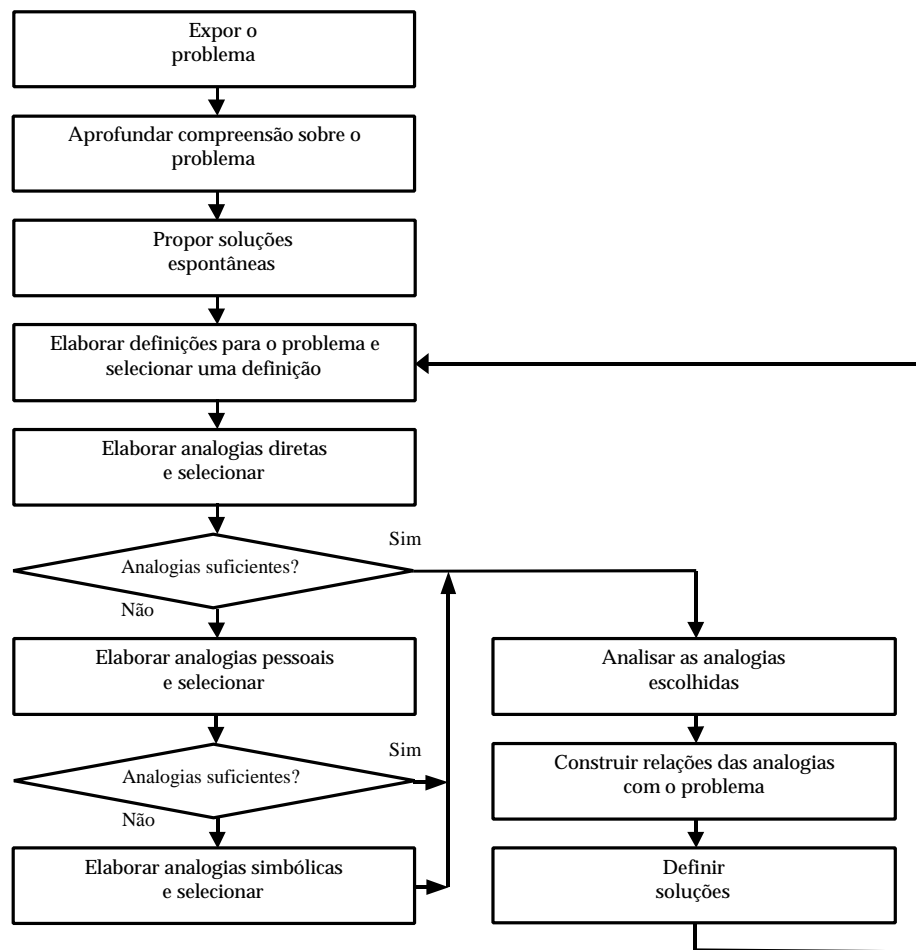 Expor o
problema
Aprofundar compreensão sobre o
problema
Propor soluções
espontâneas
Elaborar definições para o problema e
selecionar uma definição
Elaborar analogias diretas
e selecionar
Sim
Analogias suficientes?
Não
Elaborar analogias pessoais
e selecionar
Sim
Analogias suficientes?
Não
Elaborar analogias simbólicas
e selecionar
Analisar as analogias
escolhidas
Construir relações das analogias
com o problema
Definir
soluções